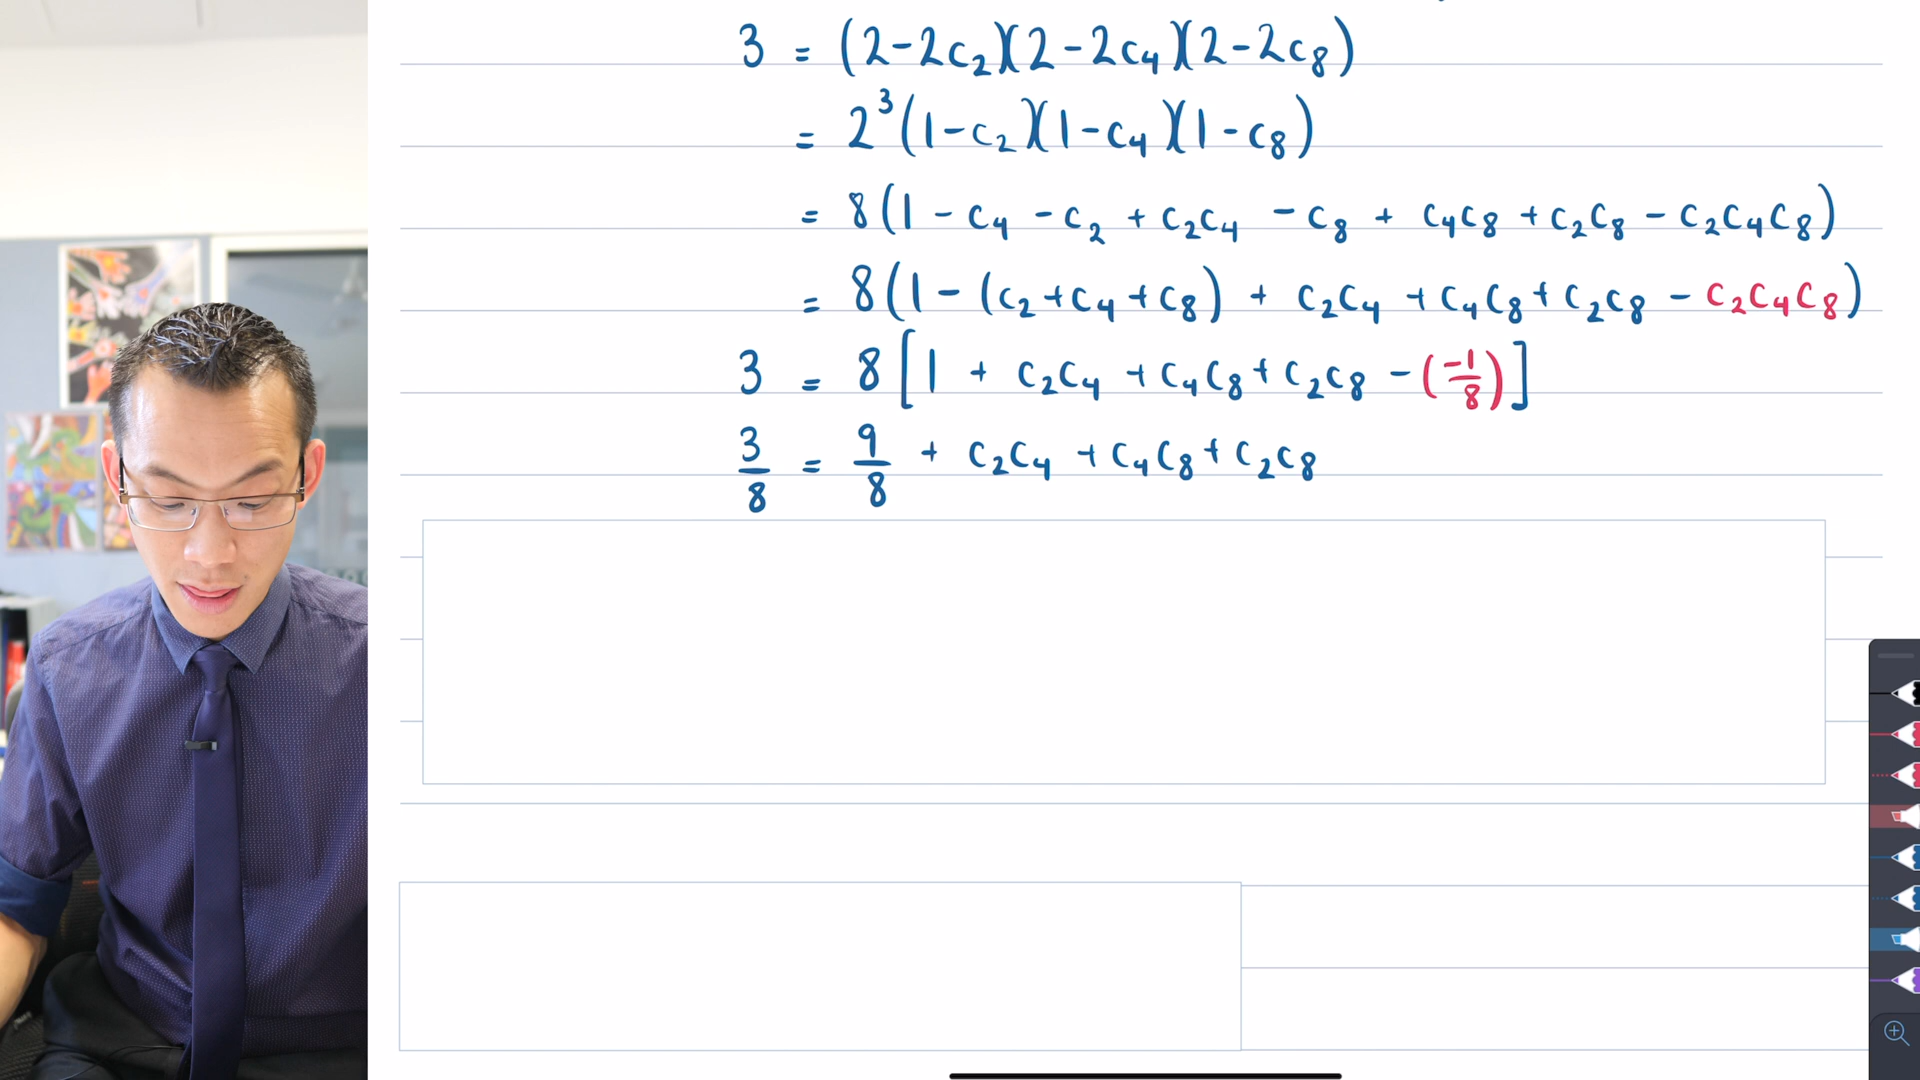 3 = (2-2c₂)(2-2c₄)(2-2c₈)
= 2³(1-c₂)(1-c₄)(1-c₈)
= 8(1 - c₄ - c₂ + c₂c₄ - c₈ + c₄c₈ + c₂c₈ - c₂c₄c₈)
= 8(1 - (c₂+c₄+c₈) + c₂c₄ + c₄c₈ + c₂c₈ - c₂c₄c₈)
3 = 8[1 + c₂c₄ + c₄c₈ + c₂c₈ - (-1/8)]
3/8 = 9/8 + c₂c₄ + c₄c₈ + c₂c₈